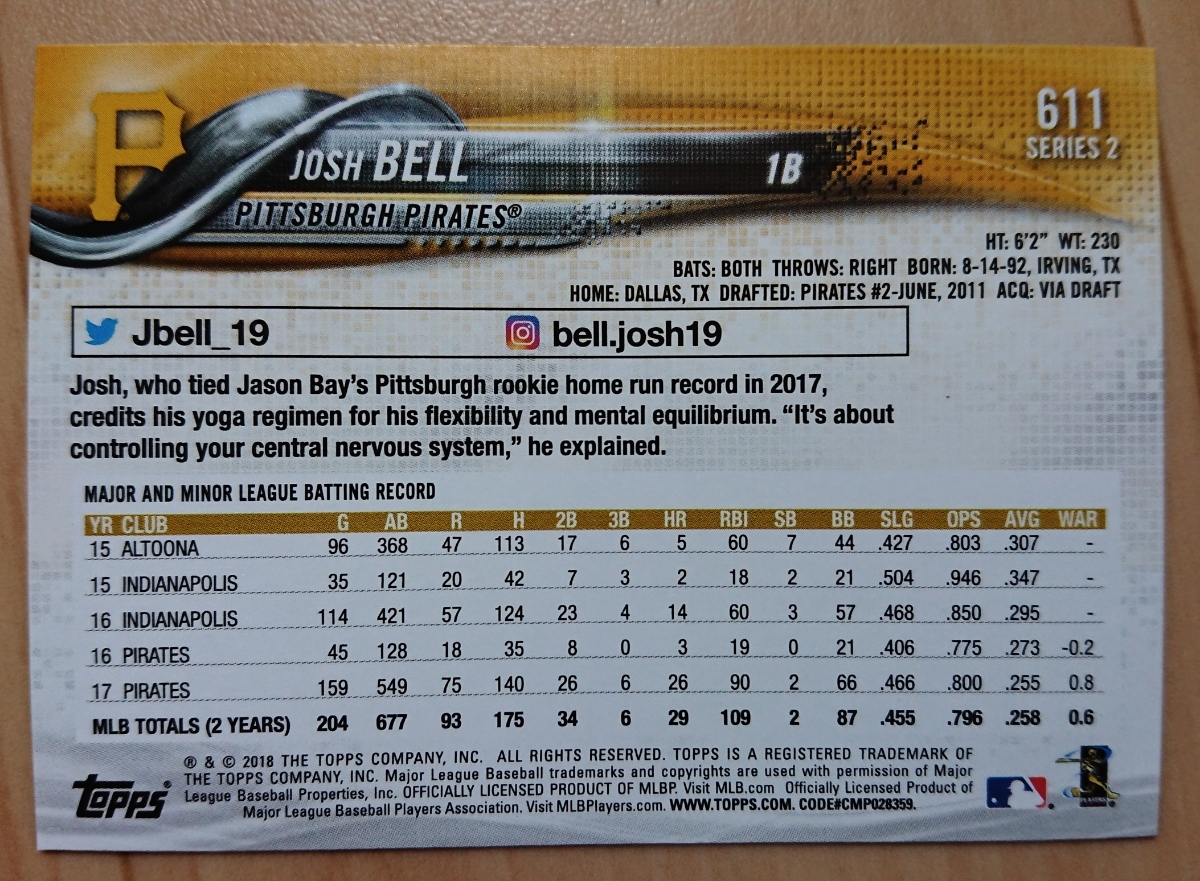 P
611
SERIES 2
JOSH BELL 1B
PITTSBURGH PIRATES®
HT: 6'2" WT: 230
BATS: BOTH THROWS: RIGHT BORN: 8-14-92, IRVING, TX
HOME: DALLAS, TX DRAFTED: PIRATES #2-JUNE, 2011 ACQ: VIA DRAFT
Jbell_19 bell.josh19
Josh, who tied Jason Bay's Pittsburgh rookie home run record in 2017,
credits his yoga regimen for his flexibility and mental equilibrium. “It's about
controlling your central nervous system,” he explained.
MAJOR AND MINOR LEAGUE BATTING RECORD
YR CLUB G AB R H 2B 3B HR RBI SB BB SLG OPS AVG WAR
15 ALTOONA 96 368 47 113 17 6 5 60 7 44 .427 .803 .307 -
15 INDIANAPOLIS 35 121 20 42 7 3 2 18 2 21 .504 .946 .347 -
16 INDIANAPOLIS 114 421 57 124 23 4 14 60 3 57 .468 .850 .295 -
16 PIRATES 45 128 18 35 8 0 3 19 0 21 .406 .775 .273 -0.2
17 PIRATES 159 549 75 140 26 6 26 90 2 66 .466 .800 .255 0.8
MLB TOTALS (2 YEARS) 204 677 93 175 34 6 29 109 2 87 .455 .796 .258 0.6
® & © 2018 THE TOPPS COMPANY, INC. ALL RIGHTS RESERVED. TOPPS IS A REGISTERED TRADEMARK OF
THE TOPPS COMPANY, INC. Major League Baseball trademarks and copyrights are used with permission of Major
League Baseball Properties, Inc. OFFICIALLY LICENSED PRODUCT OF MLBP. Visit MLB.com Officially Licensed Product of
Major League Baseball Players Association. Visit MLBPlayers.com. WWW.TOPPS.COM. CODE#CMP028359.
topps
PLAYERS